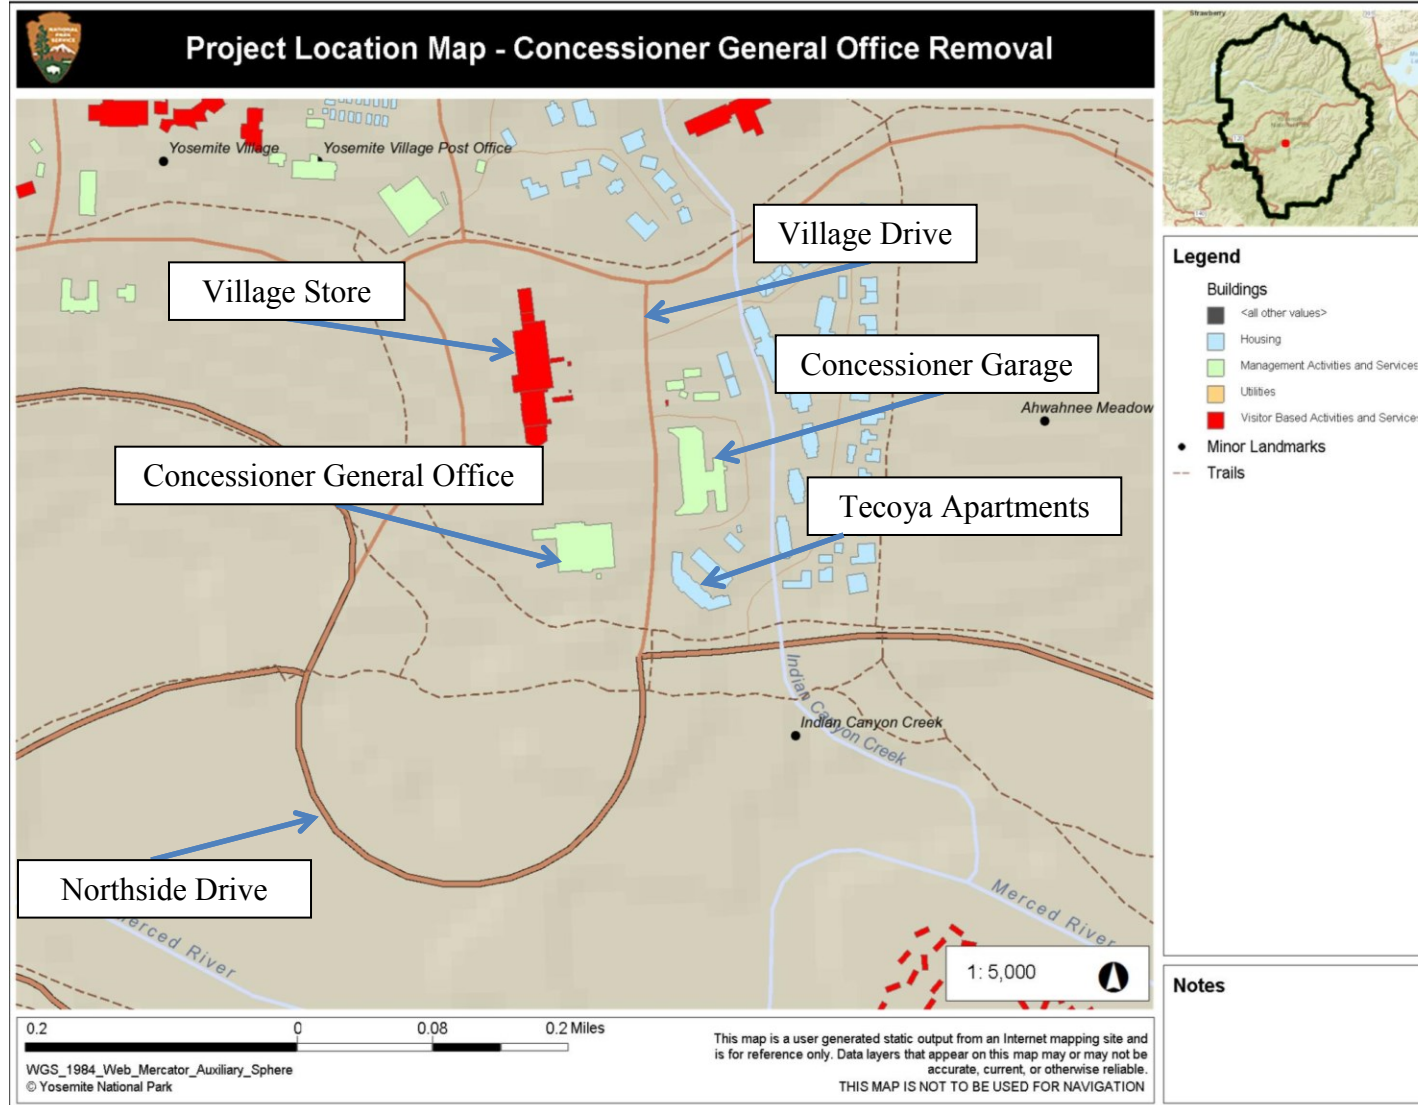 NATIONAL
PARK
SERVICE
Project Location Map - Concessioner General Office Removal
Strawberry
Yosemite Village
Yosemite Village Post Office
Village Drive
Village Store
Concessioner Garage
Ahwahnee Meadow
Concessioner General Office
Tecoya Apartments
Indian Canyon Creek
Indian Canyon Creek
Northside Drive
Merced River
Merced River
1: 5,000
140
Legend
Buildings
<all other values>
Housing
Management Activities and Services
Utilities
Visitor Based Activities and Services
Minor Landmarks
Trails
Notes
0.2 0 0.08 0.2 Miles
WGS_1984_Web_Mercator_Auxiliary_Sphere
© Yosemite National Park
This map is a user generated static output from an Internet mapping site and
is for reference only. Data layers that appear on this map may or may not be
accurate, current, or otherwise reliable.
THIS MAP IS NOT TO BE USED FOR NAVIGATION